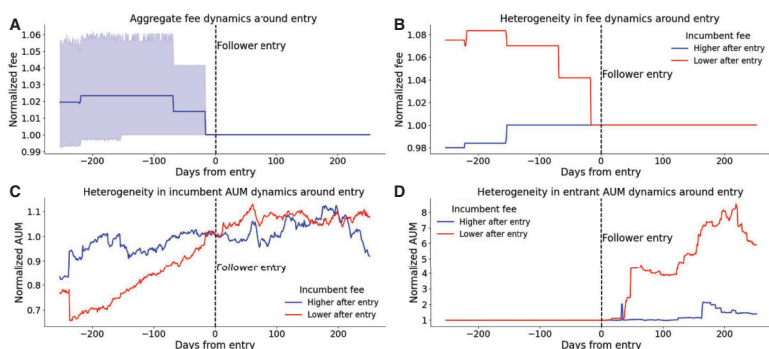 A
Aggregate fee dynamics around entry
Normalized fee
1.06
1.05
1.04
1.03
1.02
1.01
1.00
0.99
Follower entry
−200
−100
0
100
200
Days from entry
B
Heterogeneity in fee dynamics around entry
Normalized fee
1.08
1.06
1.04
1.02
1.00
0.98
Incumbent fee
Higher after entry
Lower after entry
Follower entry
−200
−100
0
100
200
Days from entry
C
Heterogeneity in incumbent AUM dynamics around entry
Normalized AUM
1.1
1.0
0.9
0.8
0.7
Follower entry
Incumbent fee
Higher after entry
Lower after entry
−200
−100
0
100
200
Days from entry
D
Heterogeneity in entrant AUM dynamics around entry
Normalized AUM
8
7
6
5
4
3
2
1
Incumbent fee
Higher after entry
Lower after entry
Follower entry
−200
−100
0
100
200
Days from entry